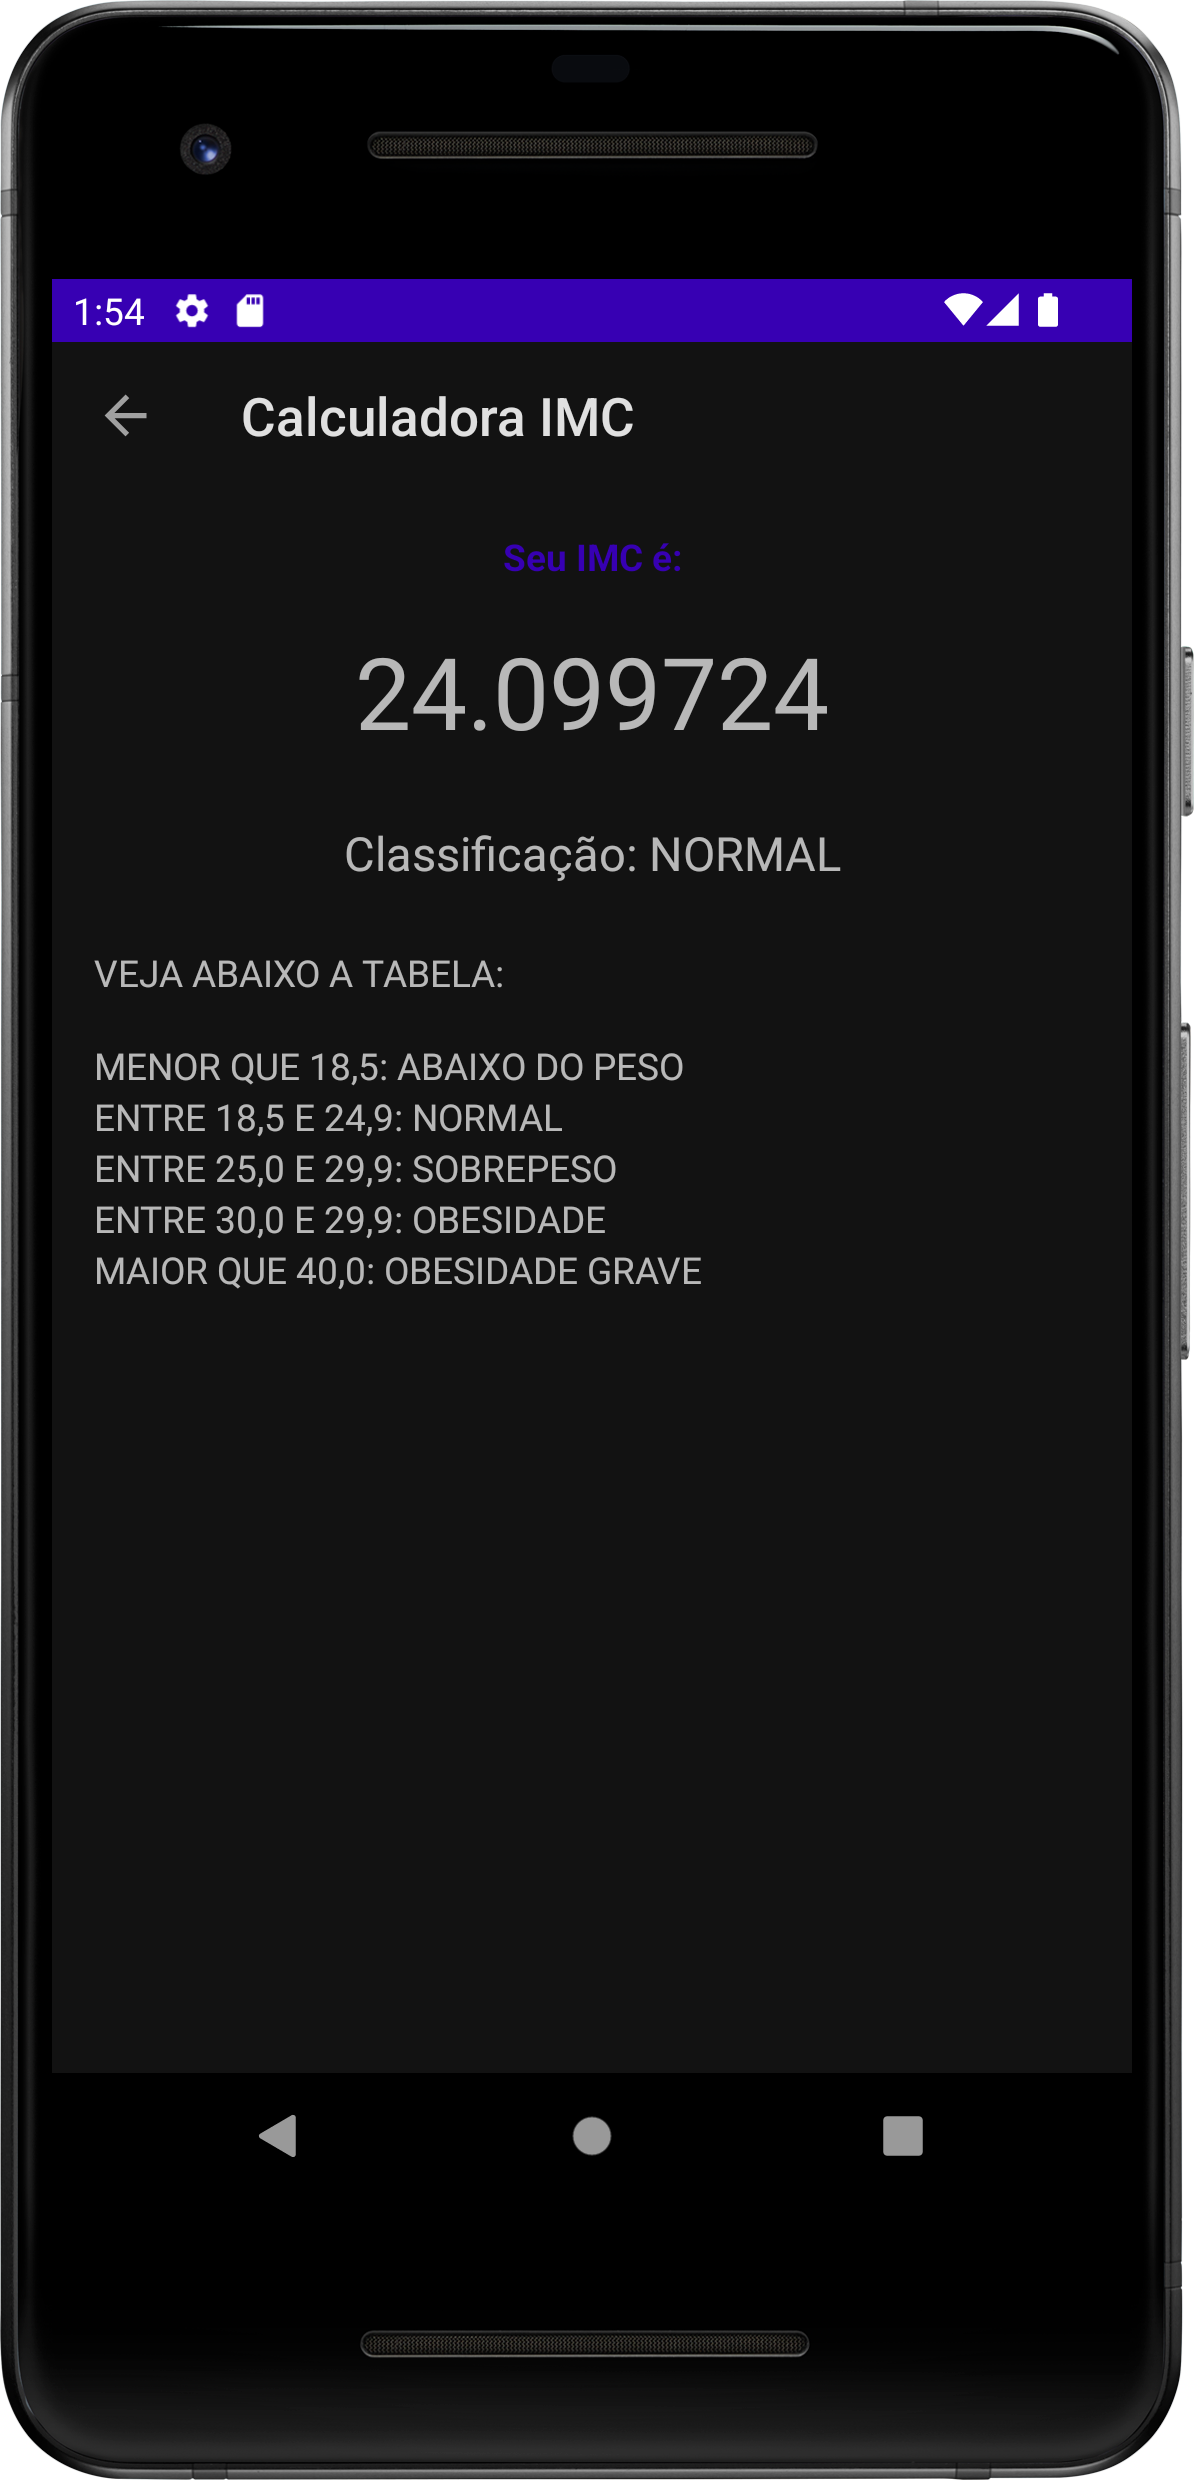 1:54
Calculadora IMC
Seu IMC é:
24.099724
Classificação: NORMAL
VEJA ABAIXO A TABELA:
MENOR QUE 18,5: ABAIXO DO PESO
ENTRE 18,5 E 24,9: NORMAL
ENTRE 25,0 E 29,9: SOBREPESO
ENTRE 30,0 E 29,9: OBESIDADE
MAIOR QUE 40,0: OBESIDADE GRAVE